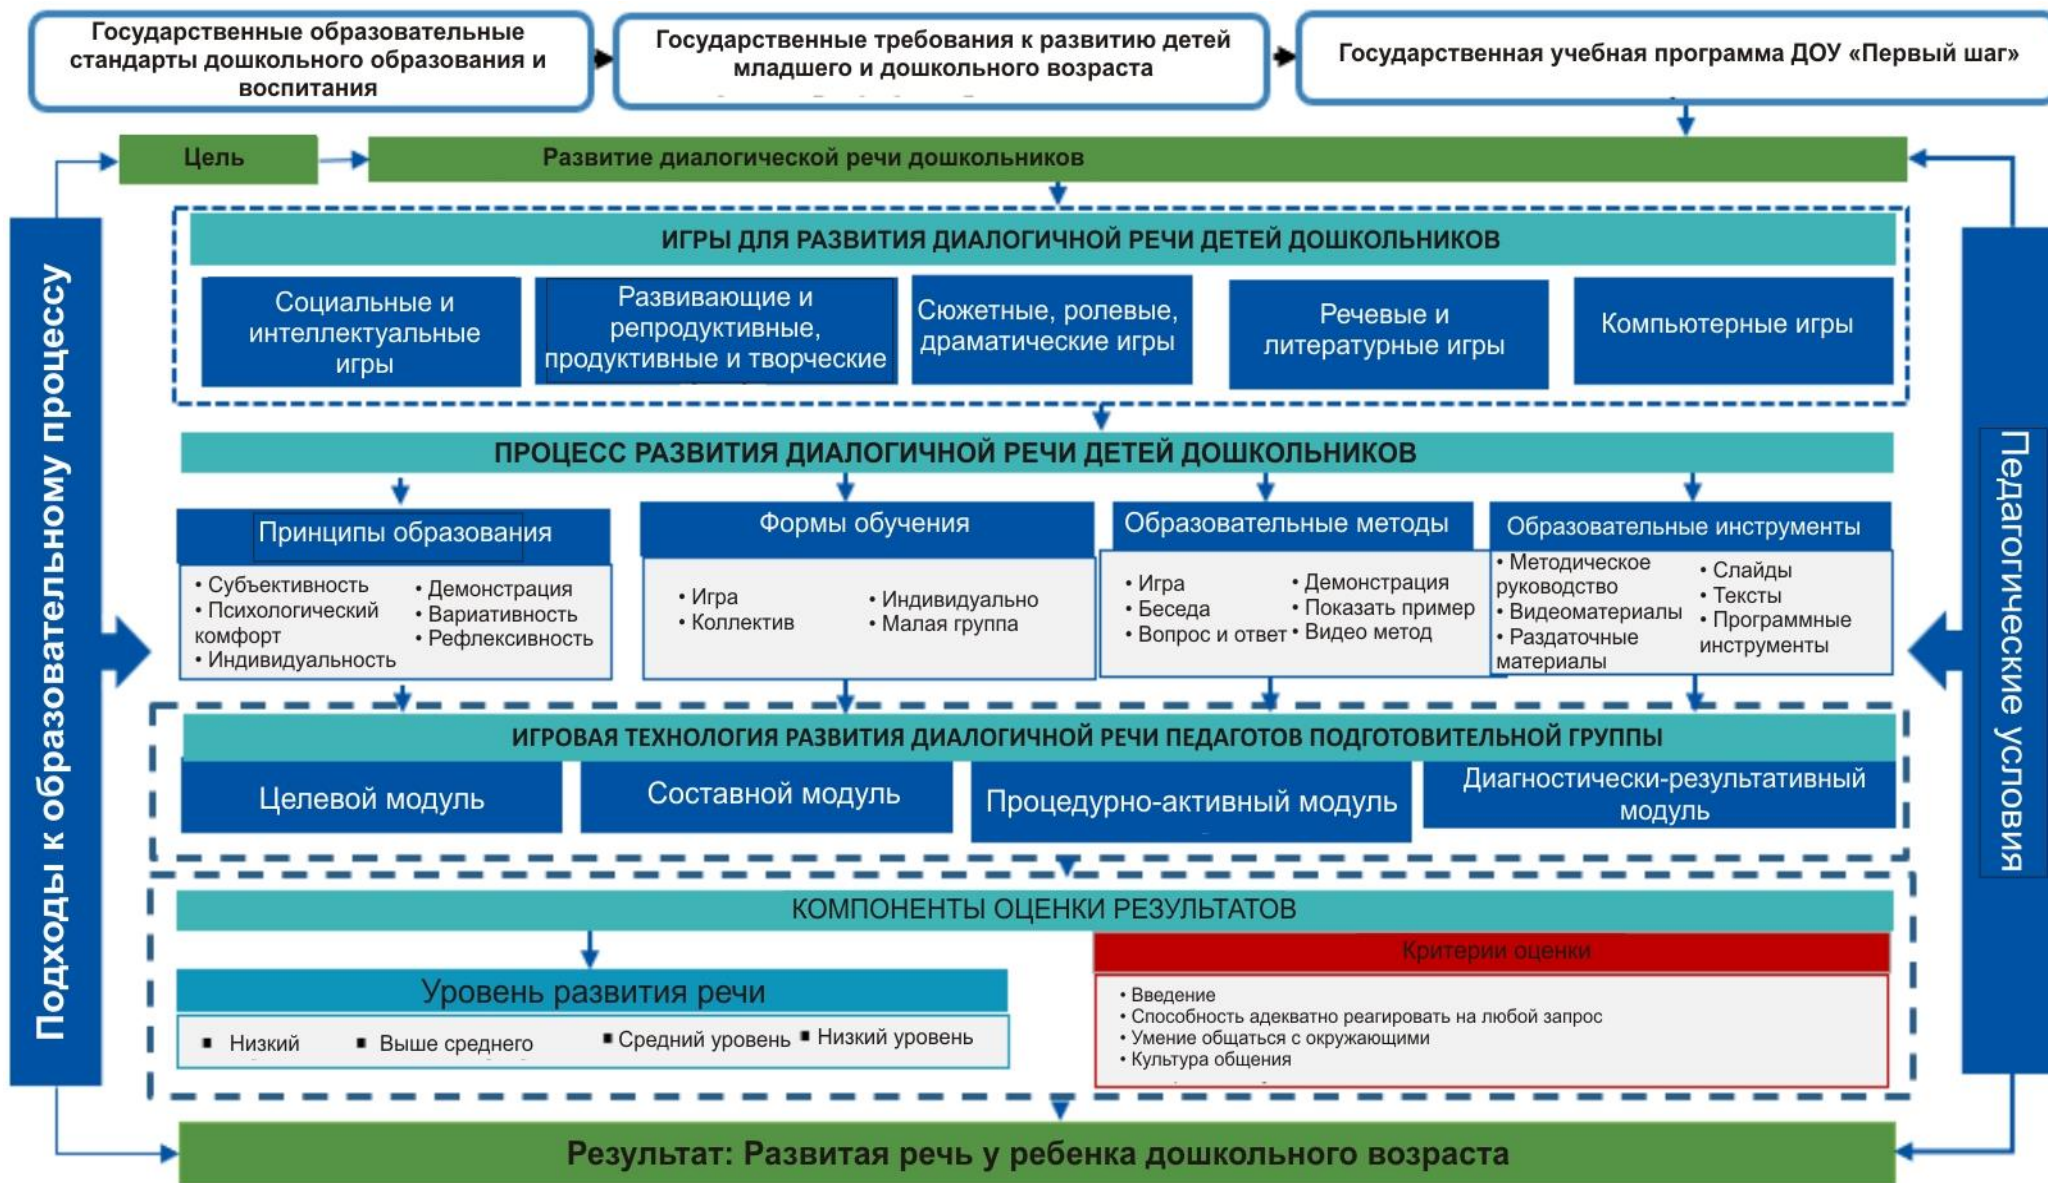 Государственные образовательные
стандарты дошкольного образования и
воспитания
Государственные требования к развитию детей
младшего и дошкольного возраста
Государственная учебная программа ДОУ «Первый шаг»
Цель
Развитие диалогической речи дошкольников
Подходы к образовательному процессу
Педагогические условия
ИГРЫ ДЛЯ РАЗВИТИЯ ДИАЛОГИЧНОЙ РЕЧИ ДЕТЕЙ ДОШКОЛЬНИКОВ
Социальные и
интеллектуальные
игры
Развивающие и
репродуктивные,
продуктивные и творческие
Сюжетные, ролевые,
драматические игры
Речевые и
литературные игры
Компьютерные игры
ПРОЦЕСС РАЗВИТИЯ ДИАЛОГИЧНОЙ РЕЧИ ДЕТЕЙ ДОШКОЛЬНИКОВ
Принципы образования
• Субъективность
• Психологический
комфорт
• Индивидуальность
• Демонстрация
• Вариативность
• Рефлексивность
Формы обучения
• Игра
• Коллектив
• Индивидуально
• Малая группа
Образовательные методы
• Игра
• Беседа
• Вопрос и ответ
• Демонстрация
• Показать пример
• Видео метод
Образовательные инструменты
• Методическое
руководство
• Видеоматериалы
• Раздаточные
материалы
• Слайды
• Тексты
• Программные
инструменты
ИГРОВАЯ ТЕХНОЛОГИЯ РАЗВИТИЯ ДИАЛОГИЧНОЙ РЕЧИ ПЕДАГОТОВ ПОДГОТОВИТЕЛЬНОЙ ГРУППЫ
Целевой модуль
Составной модуль
Процедурно-активный модуль
Диагностически-результативный
модуль
КОМПОНЕНТЫ ОЦЕНКИ РЕЗУЛЬТАТОВ
Уровень развития речи
▪ Низкий
▪ Выше среднего
▪ Средний уровень
▪ Низкий уровень
Критерии оценки
• Введение
• Способность адекватно реагировать на любой запрос
• Умение общаться с окружающими
• Культура общения
Результат: Развитая речь у ребенка дошкольного возраста